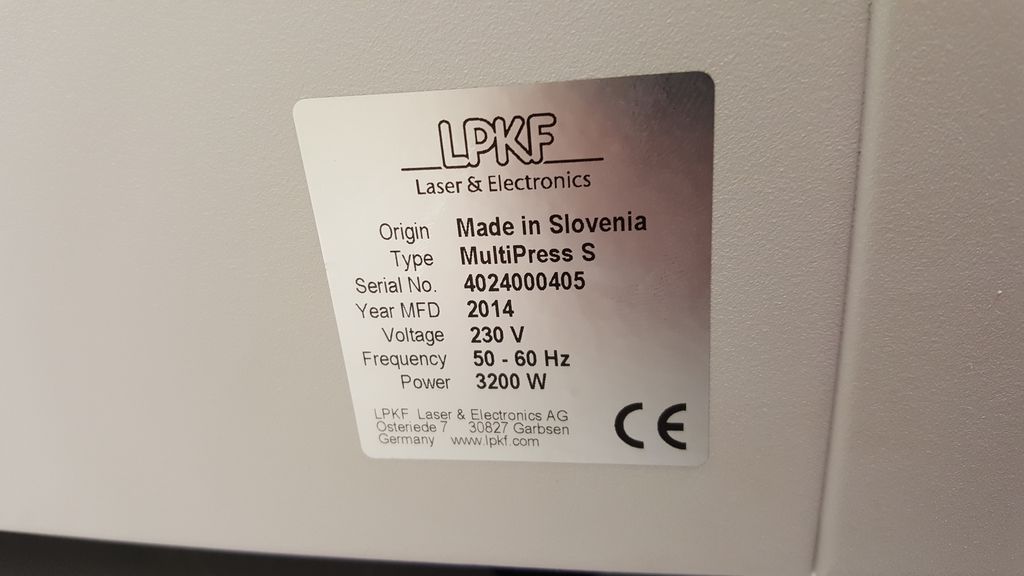 LPKF
Laser & Electronics
Origin Made in Slovenia
Type MultiPress S
Serial No. 4024000405
Year MFD 2014
Voltage 230 V
Frequency 50 - 60 Hz
Power 3200 W
LPKF Laser & Electronics AG
Osteriede 7 30827 Garbsen
Germany www.lpkf.com
CE